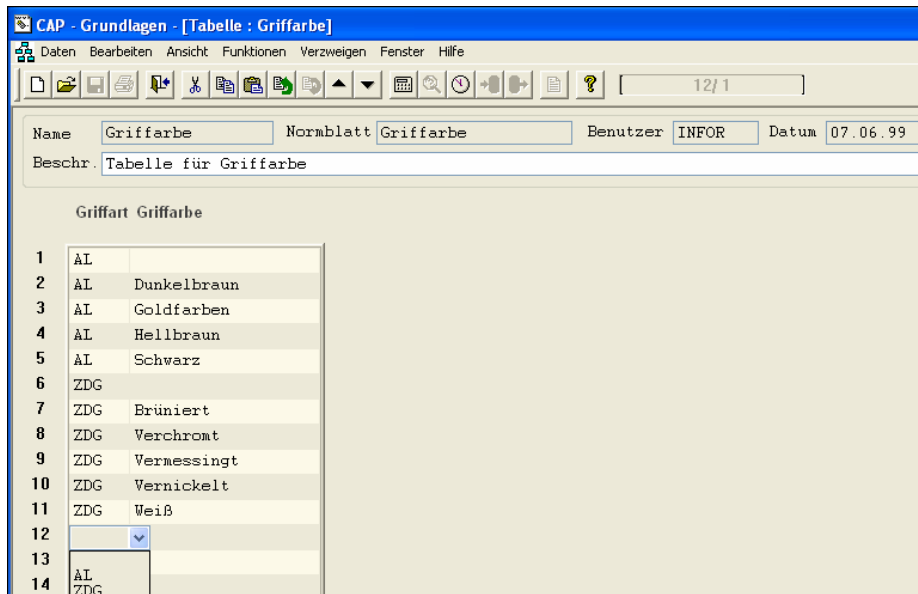 CAP - Grundlagen - [Tabelle : Griffarbe]
Daten Bearbeiten Ansicht Funktionen Verzweigen Fenster Hilfe
[ 12/ 1 ]
Name Griffarbe Normblatt Griffarbe Benutzer INFOR Datum 07.06.99
Beschr. Tabelle für Griffarbe
Griffart Griffarbe
1 AL
2 AL Dunkelbraun
3 AL Goldfarben
4 AL Hellbraun
5 AL Schwarz
6 ZDG
7 ZDG Brüniert
8 ZDG Verchromt
9 ZDG Vermessingt
10 ZDG Vernickelt
11 ZDG Weiß
12
13
AL
14 ZDG